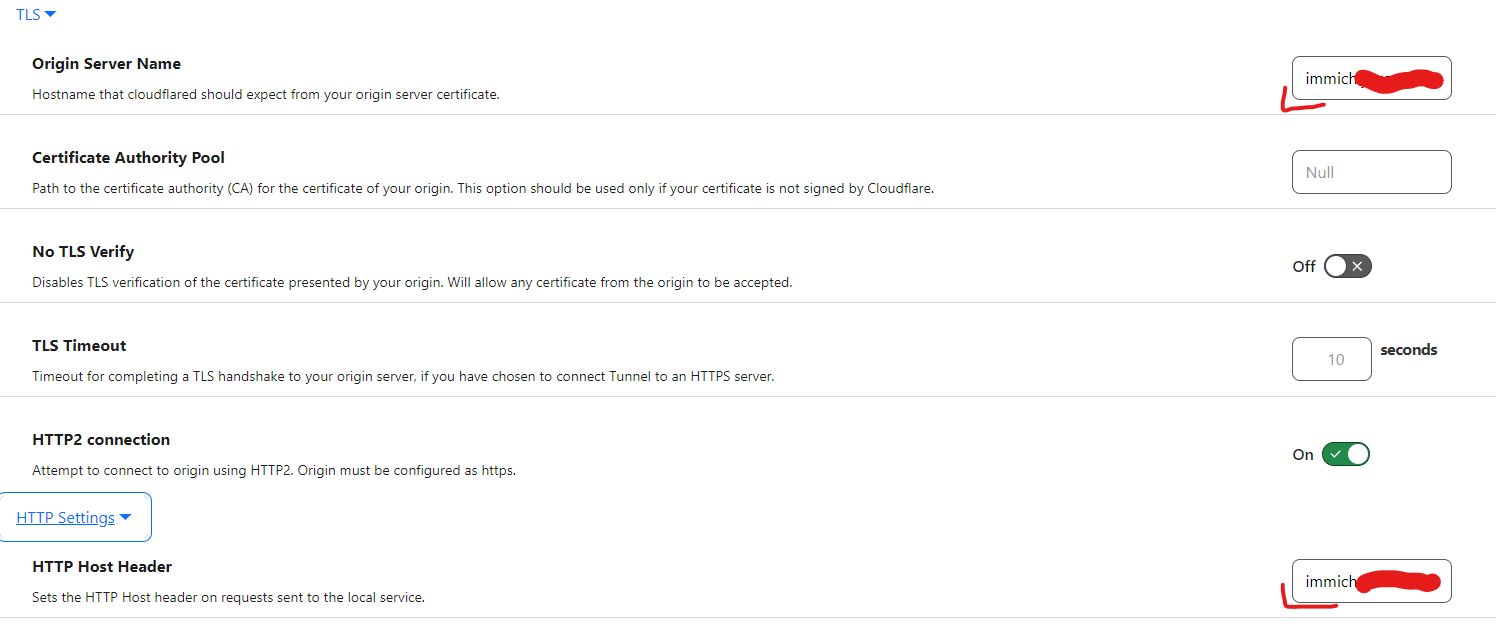 TLS
Origin Server Name
immich
Hostname that cloudflared should expect from your origin server certificate.
Certificate Authority Pool
Null
Path to the certificate authority (CA) for the certificate of your origin. This option should be used only if your certificate is not signed by Cloudflare.
No TLS Verify
Off
Disables TLS verification of the certificate presented by your origin. Will allow any certificate from the origin to be accepted.
TLS Timeout
10 seconds
Timeout for completing a TLS handshake to your origin server, if you have chosen to connect Tunnel to an HTTPS server.
HTTP2 connection
On
Attempt to connect to origin using HTTP2. Origin must be configured as https.
HTTP Settings
HTTP Host Header
immich
Sets the HTTP Host header on requests sent to the local service.